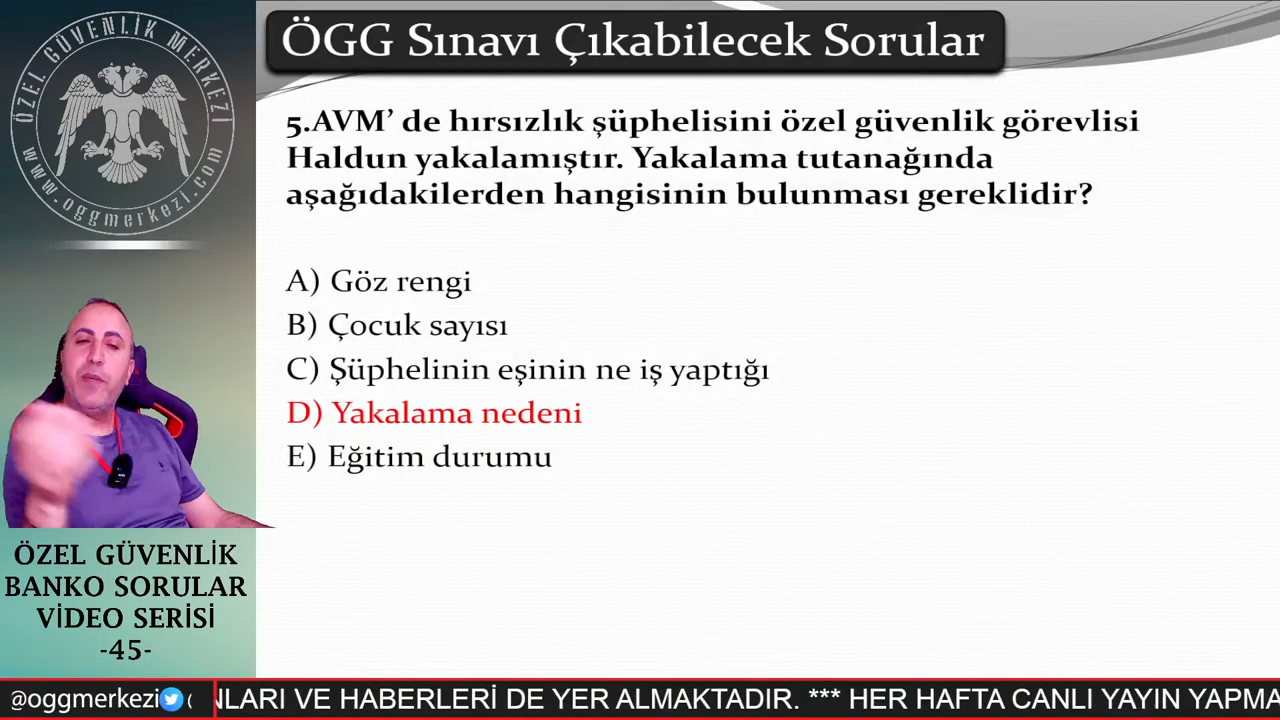 ÖZEL GÜVENLİK MERKEZİ
www.oggmerkezi.com
ÖGG Sınavı Çıkabilecek Sorular
5.AVM’ de hırsızlık şüphelisini özel güvenlik görevlisi
Haldun yakalamıştır. Yakalama tutanağında
aşağıdakilerden hangisinin bulunması gereklidir?
A) Göz rengi
B) Çocuk sayısı
C) Şüphelinin eşinin ne iş yaptığı
D) Yakalama nedeni
E) Eğitim durumu
ÖZEL GÜVENLİK
BANKO SORULAR
VİDEO SERİSİ
-45-
@oggmerkezi (
NLARI VE HABERLERİ DE YER ALMAKTADIR. *** HER HAFTA CANLI YAYIN YAPMA